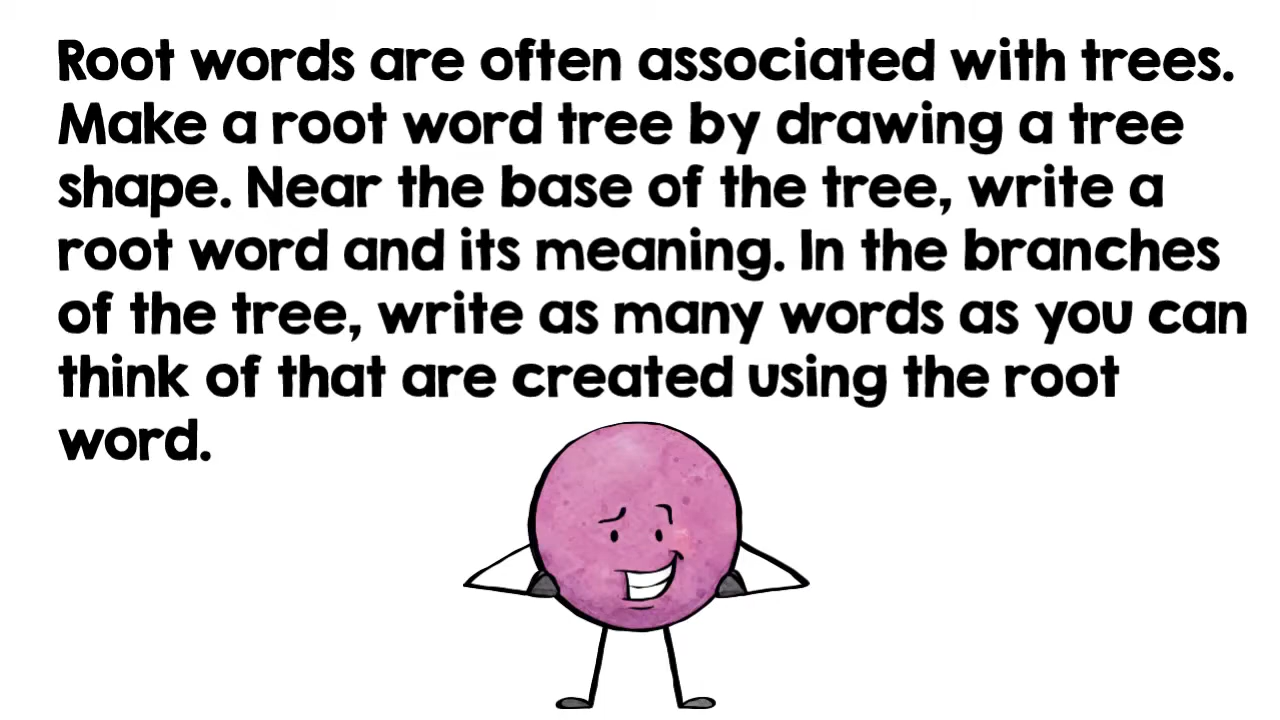 Root words are often associated with trees.
Make a root word tree by drawing a tree
shape. Near the base of the tree, write a
root word and its meaning. In the branches
of the tree, write as many words as you can
think of that are created using the root
word.